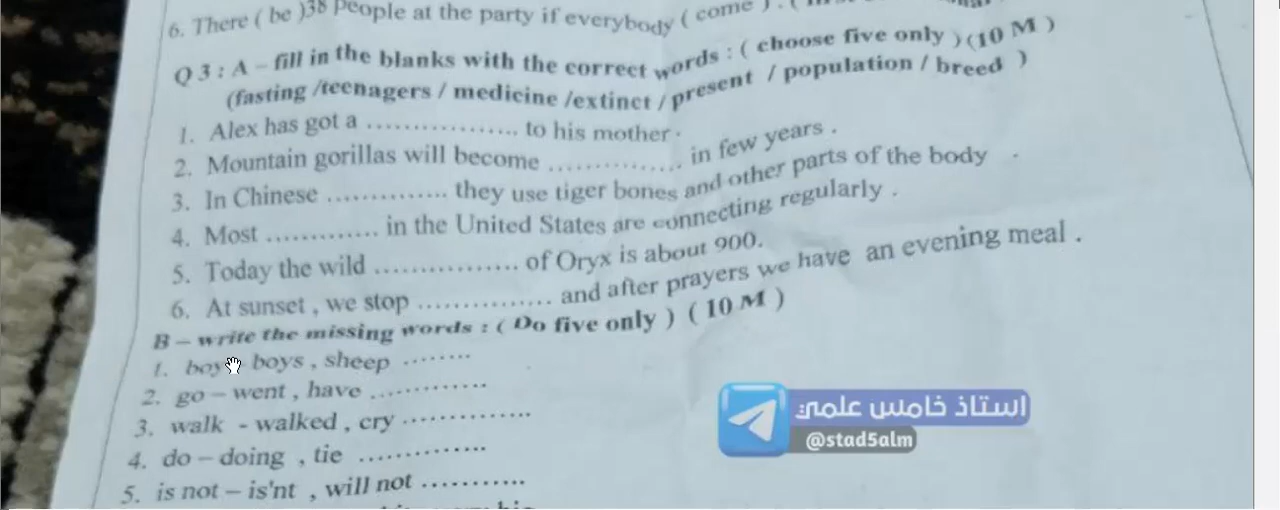 6. There ( be )38 People at the party if everybody ( come ) . (
Q 3 : A – fill in the blanks with the correct words : ( choose five only ) (10 M )
(fasting /teenagers / medicine /extinct / present / population / breed )
1. Alex has got a .................. to his mother .
2. Mountain gorillas will become .............. in few years .
3. In Chinese ............. they use tiger bones and other parts of the body .
4. Most ............. in the United States are connecting regularly .
5. Today the wild ................ of Oryx is about 900.
6. At sunset , we stop ............... and after prayers we have an evening meal .
B – write the missing words : ( Do five only ) ( 10 M )
1. boy boys , sheep ........
2. go – went , have .............
3. walk - walked , cry ..............
4. do – doing , tie ..............
5. is not – is'nt , will not ...........
استاذ خامس علمي
@stad5alm